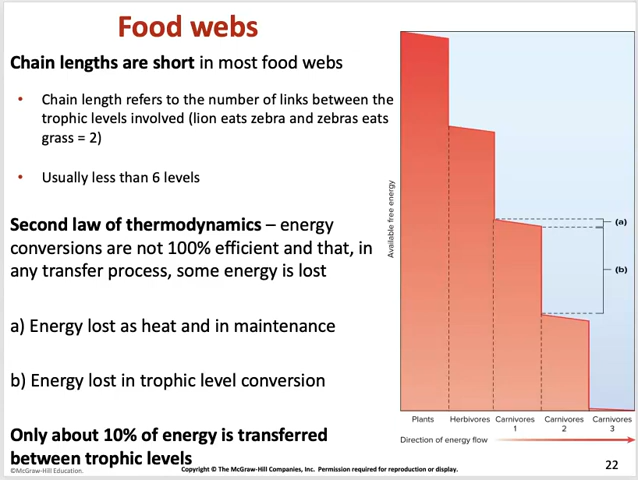 Food webs
Chain lengths are short in most food webs
• Chain length refers to the number of links between the
trophic levels involved (lion eats zebra and zebras eats
grass = 2)
• Usually less than 6 levels
Second law of thermodynamics – energy
conversions are not 100% efficient and that, in
any transfer process, some energy is lost
a) Energy lost as heat and in maintenance
b) Energy lost in trophic level conversion
Only about 10% of energy is transferred
between trophic levels
Available free energy
(a)
(b)
Plants Herbivores Carnivores Carnivores Carnivores
1 2 3
Direction of energy flow
©McGraw-Hill Education.
Copyright © The McGraw-Hill Companies, Inc. Permission required for reproduction or display.
22